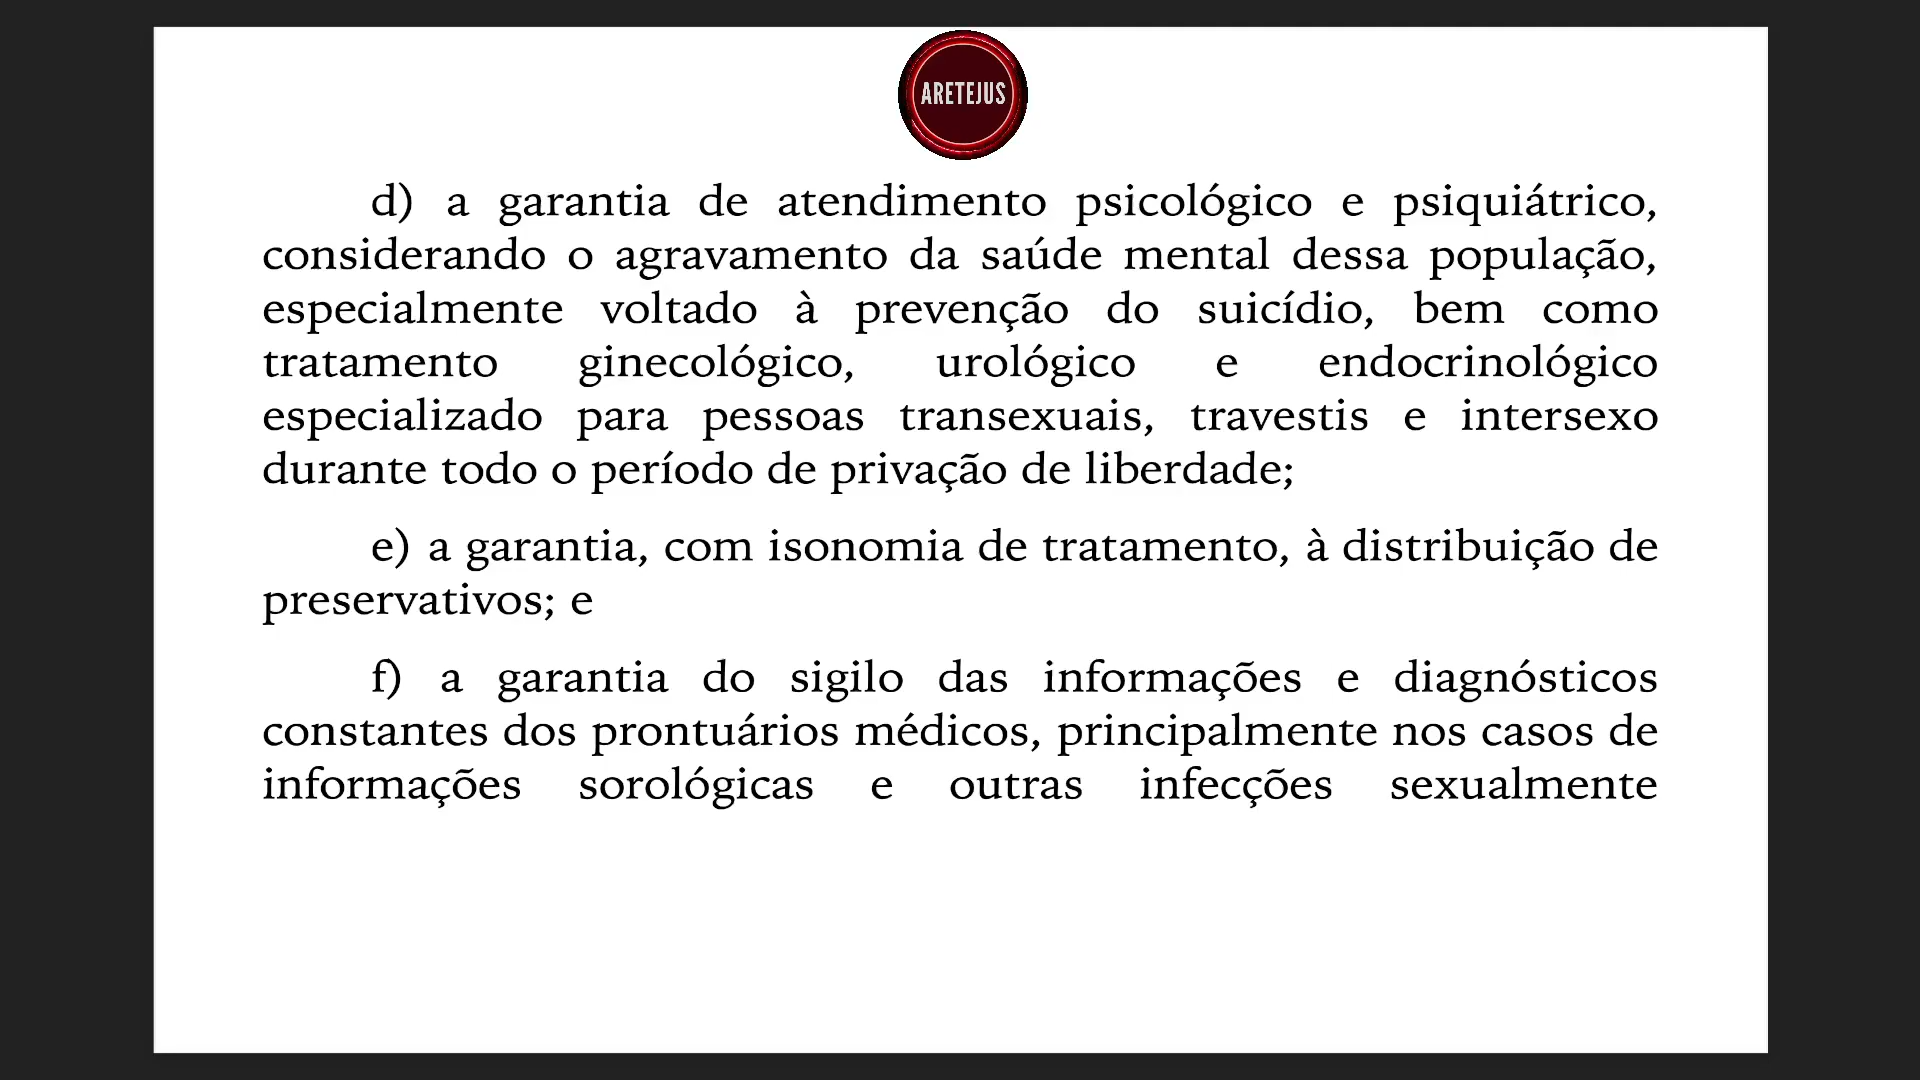 ARETEJUS
d) a garantia de atendimento psicológico e psiquiátrico,
considerando o agravamento da saúde mental dessa população,
especialmente voltado à prevenção do suicídio, bem como
tratamento ginecológico, urológico e endocrinológico
especializado para pessoas transexuais, travestis e intersexo
durante todo o período de privação de liberdade;
e) a garantia, com isonomia de tratamento, à distribuição de
preservativos; e
f) a garantia do sigilo das informações e diagnósticos
constantes dos prontuários médicos, principalmente nos casos de
informações sorológicas e outras infecções sexualmente